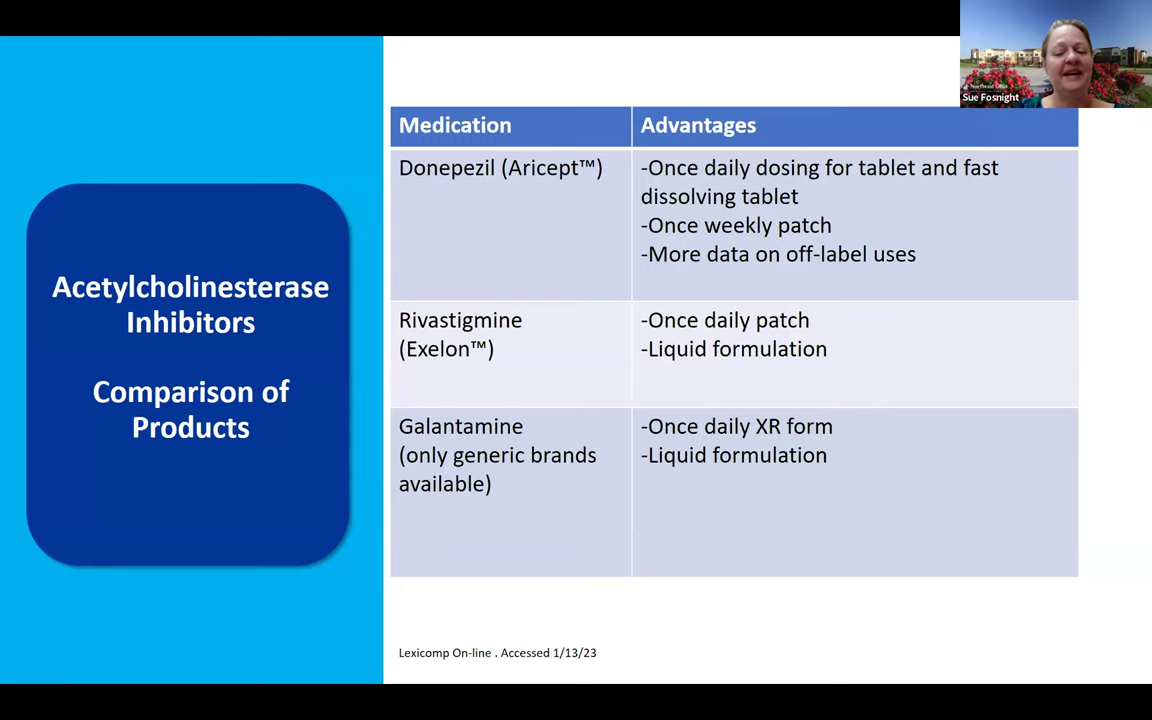 Northeast Ohio
Sue Fosnight
Medication
Advantages
Donepezil (Aricept™)
-Once daily dosing for tablet and fast
dissolving tablet
-Once weekly patch
-More data on off-label uses
Acetylcholinesterase
Inhibitors
Comparison of
Products
Rivastigmine
(Exelon™)
-Once daily patch
-Liquid formulation
Galantamine
(only generic brands
available)
-Once daily XR form
-Liquid formulation
Lexicomp On-line . Accessed 1/13/23